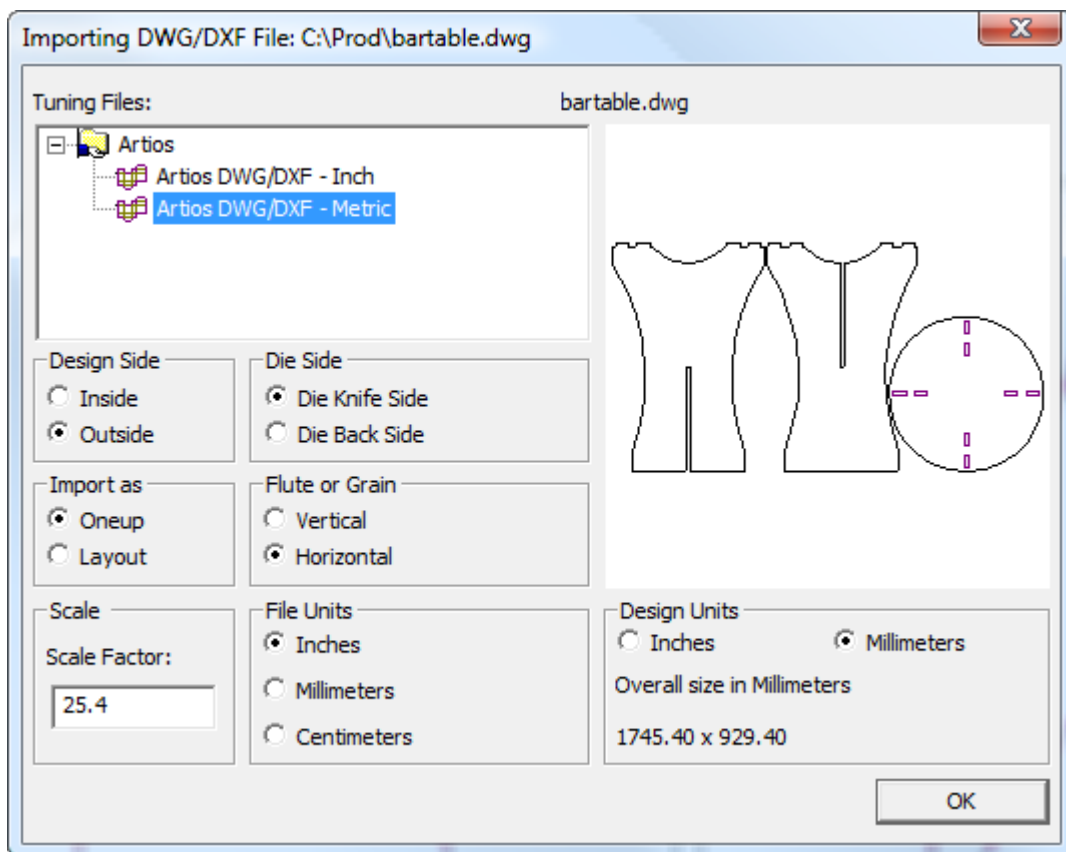 Importing DWG/DXF File: C:\Prod\bartable.dwg
Tuning Files:
bartable.dwg
Artios
Artios DWG/DXF - Inch
Artios DWG/DXF - Metric
Design Side
Inside
Outside
Die Side
Die Knife Side
Die Back Side
Import as
Oneup
Layout
Flute or Grain
Vertical
Horizontal
Scale
Scale Factor:
25.4
File Units
Inches
Millimeters
Centimeters
Design Units
Inches
Millimeters
Overall size in Millimeters
1745.40 x 929.40
OK